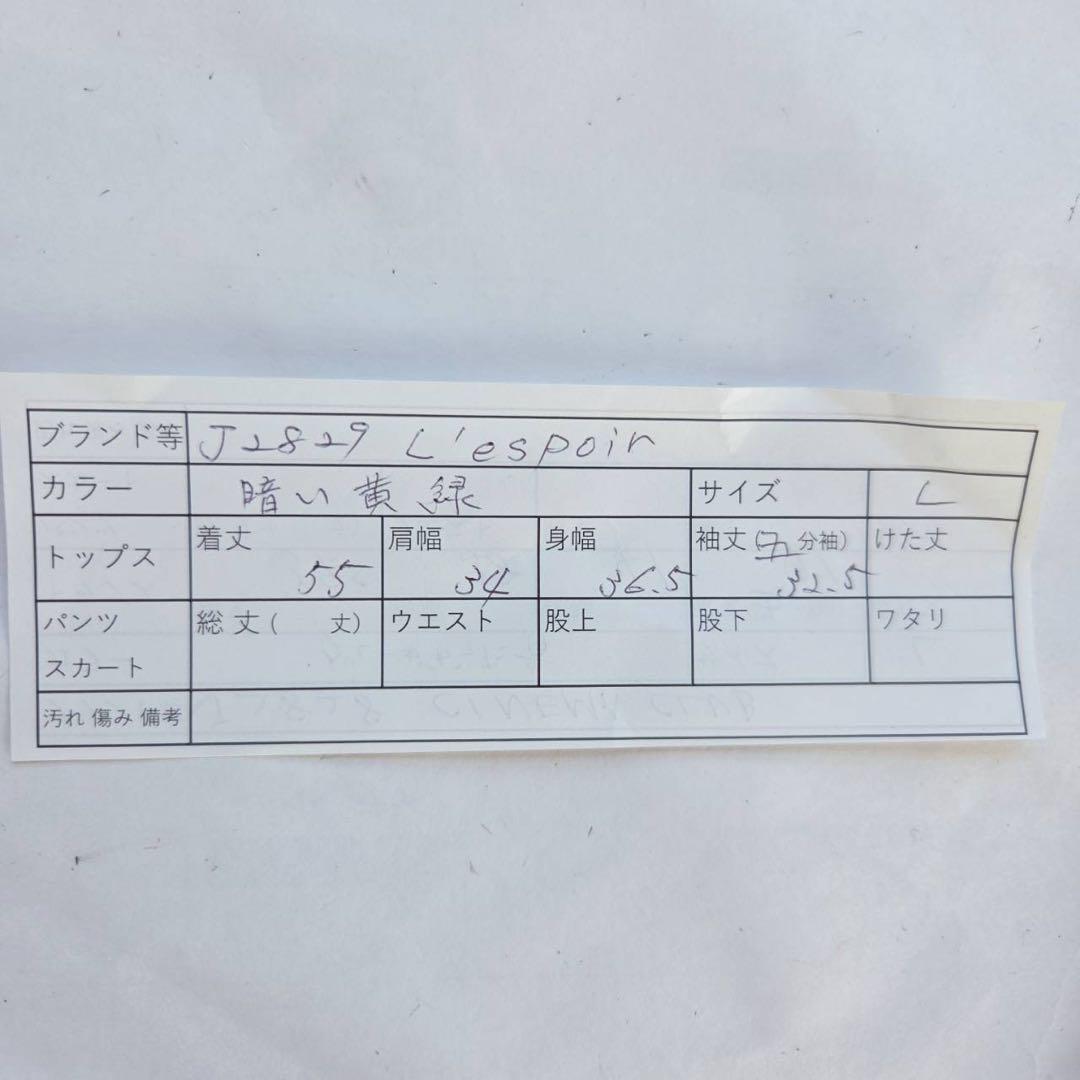 ブランド等 J2829 L'espoir
カラー 暗い黄緑 サイズ L
トップス 着丈 55 肩幅 34 身幅 36.5 袖丈(五分袖) 32.5 けた丈
パンツ スカート 総丈( 丈) ウエスト 股上 股下 ワタリ
汚れ 傷み 備考